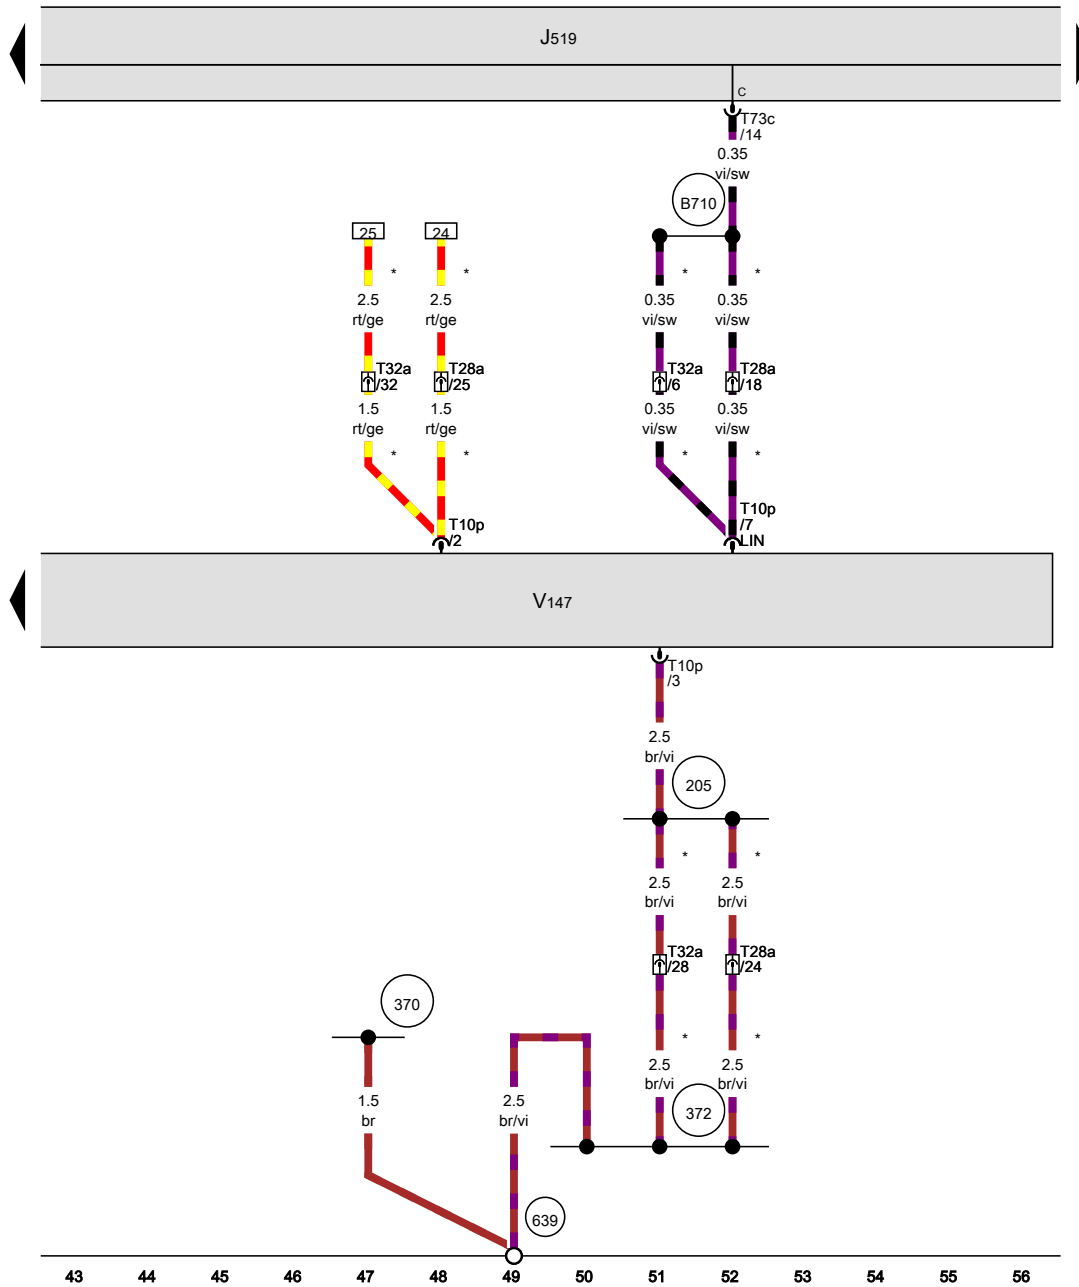 J519
C
T73c
/14
0.35
vi/sw
B710
25 24
* * * *
2.5 2.5 0.35 0.35
rt/ge rt/ge vi/sw vi/sw
T32a T28a T32a T28a
/32 /25 /6 /18
1.5 1.5 0.35 0.35
rt/ge rt/ge vi/sw vi/sw
* * * *
T10p T10p
/2 /7
LIN
V147
T10p
/3
2.5
br/vi
205
* *
2.5 2.5
br/vi br/vi
T32a T28a
/28 /24
370
* *
2.5 2.5
br/vi br/vi
1.5 2.5
br br/vi
372
639
43 44 45 46 47 48 49 50 51 52 53 54 55 56